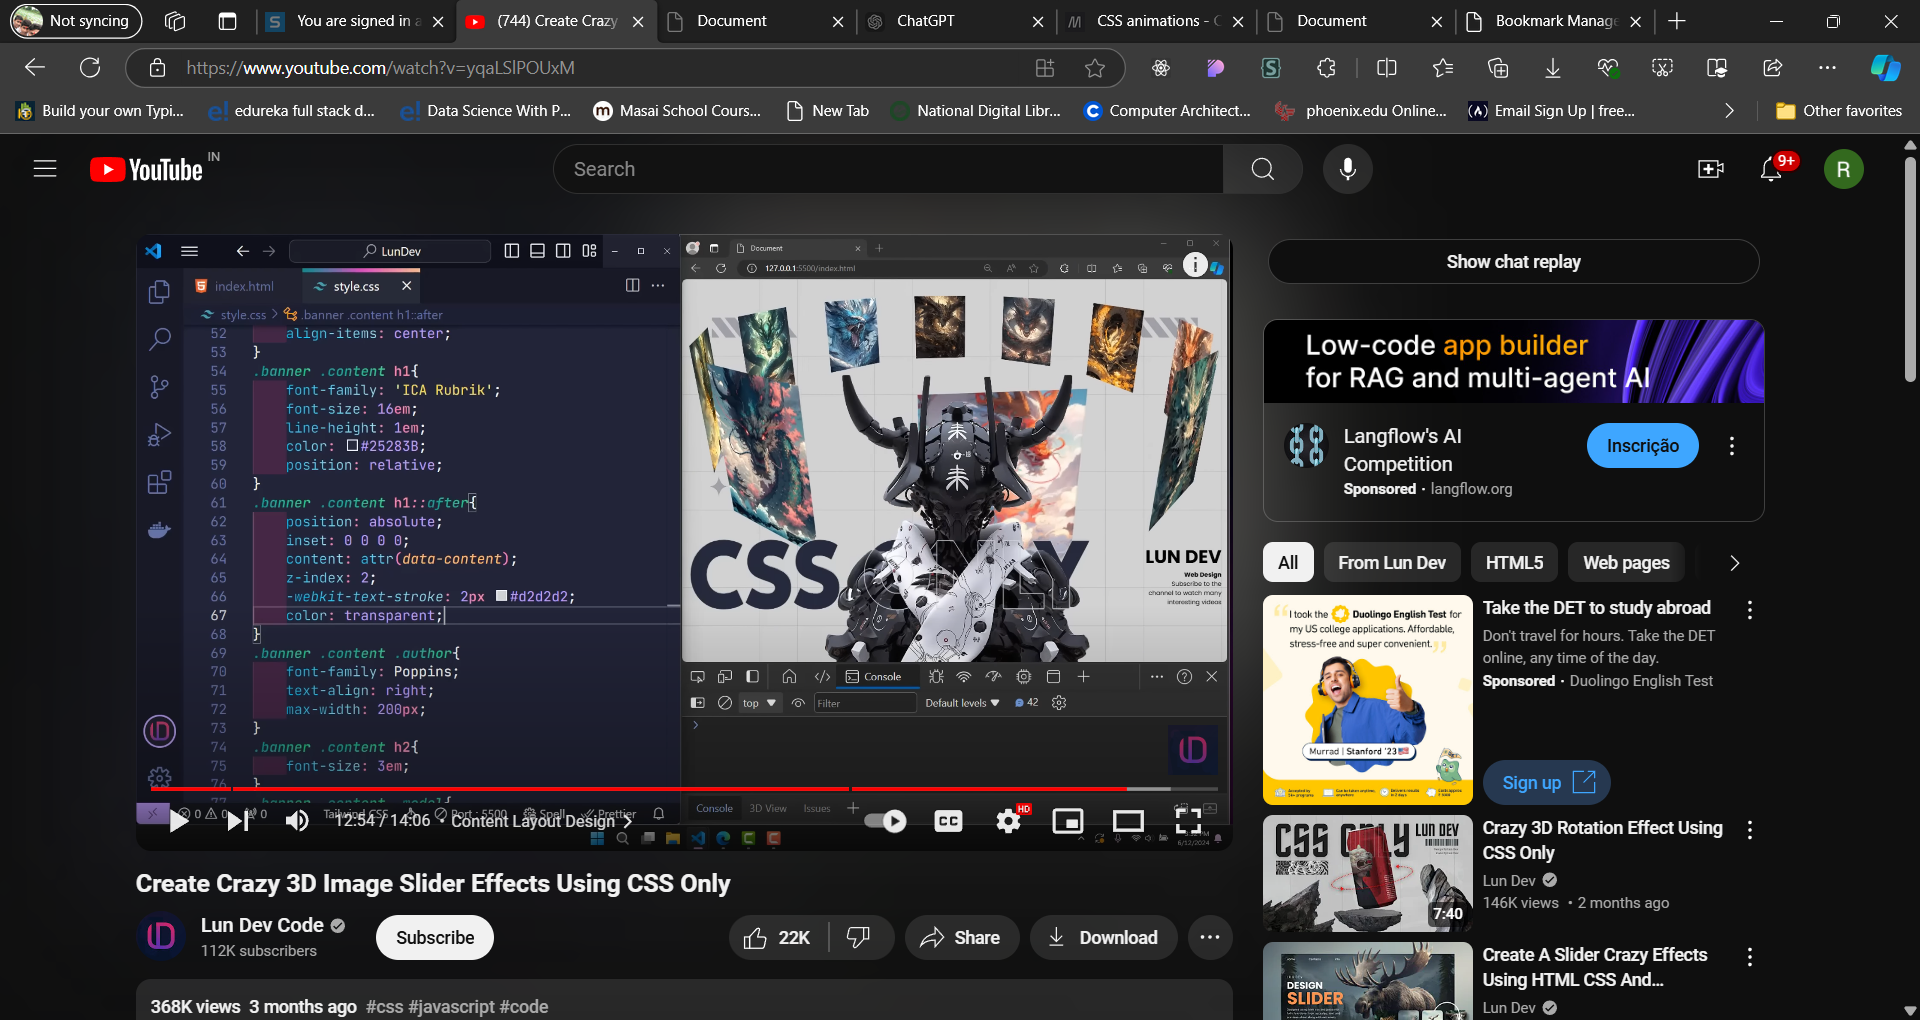 Not syncing
You are signed in a
(744) Create Crazy
Document
ChatGPT
CSS animations - C
Document
Bookmark Manage
https://www.youtube.com/watch?v=yqaLSlPOUxM
Build your own Typi...
edureka full stack d...
Data Science With P...
Masai School Cours...
New Tab
National Digital Libr...
Computer Architect...
phoenix.edu Online...
Email Sign Up | free...
Other favorites
YouTube IN
Search
9+
R
LunDev
index.html
style.css
style.css > .banner .content h1::after
52 align-items: center;
53 }
54 .banner .content h1{
55 font-family: 'ICA Rubrik';
56 font-size: 16em;
57 line-height: 1em;
58 color: #25283B;
59 position: relative;
60 }
61 .banner .content h1::after{
62 position: absolute;
63 inset: 0 0 0 0;
64 content: attr(data-content);
65 z-index: 2;
66 -webkit-text-stroke: 2px #d2d2d2;
67 color: transparent;
68 }
69 .banner .content .author{
70 font-family: Poppins;
71 text-align: right;
72 max-width: 200px;
73 }
74 .banner .content h2{
75 font-size: 3em;
76 }
77 .banner .content .model{
Document
127.0.0.1:5500/index.html
CSS ONLY
LUN DEV
Web Design
Subscribe to the
channel to watch many
interesting videos
Console
top
Filter
Default levels
42
Console
3D View
Issues
Tailwind CSS
Port : 5500
Spell
Prettier
6/12/2024
12:54 / 14:06 • Content Layout Design >
CC
HD
Create Crazy 3D Image Slider Effects Using CSS Only
Lun Dev Code
112K subscribers
Subscribe
22K
Share
Download
368K views 3 months ago #css #javascript #code
Show chat replay
Low-code app builder
for RAG and multi-agent AI
Langflow's AI
Competition
Sponsored · langflow.org
Inscrição
All
From Lun Dev
HTML5
Web pages
I took the Duolingo English Test for
my US college applications. Affordable,
stress-free and super convenient.
Murrad | Stanford '23
Take the DET to study abroad
Don't travel for hours. Take the DET
online, any time of the day.
Sponsored · Duolingo English Test
Sign up
CSS ONLY
LUN DEV
7:40
Crazy 3D Rotation Effect Using
CSS Only
Lun Dev
146K views • 2 months ago
DESIGN
SLIDER
Create A Slider Crazy Effects
Using HTML CSS And...
Lun Dev